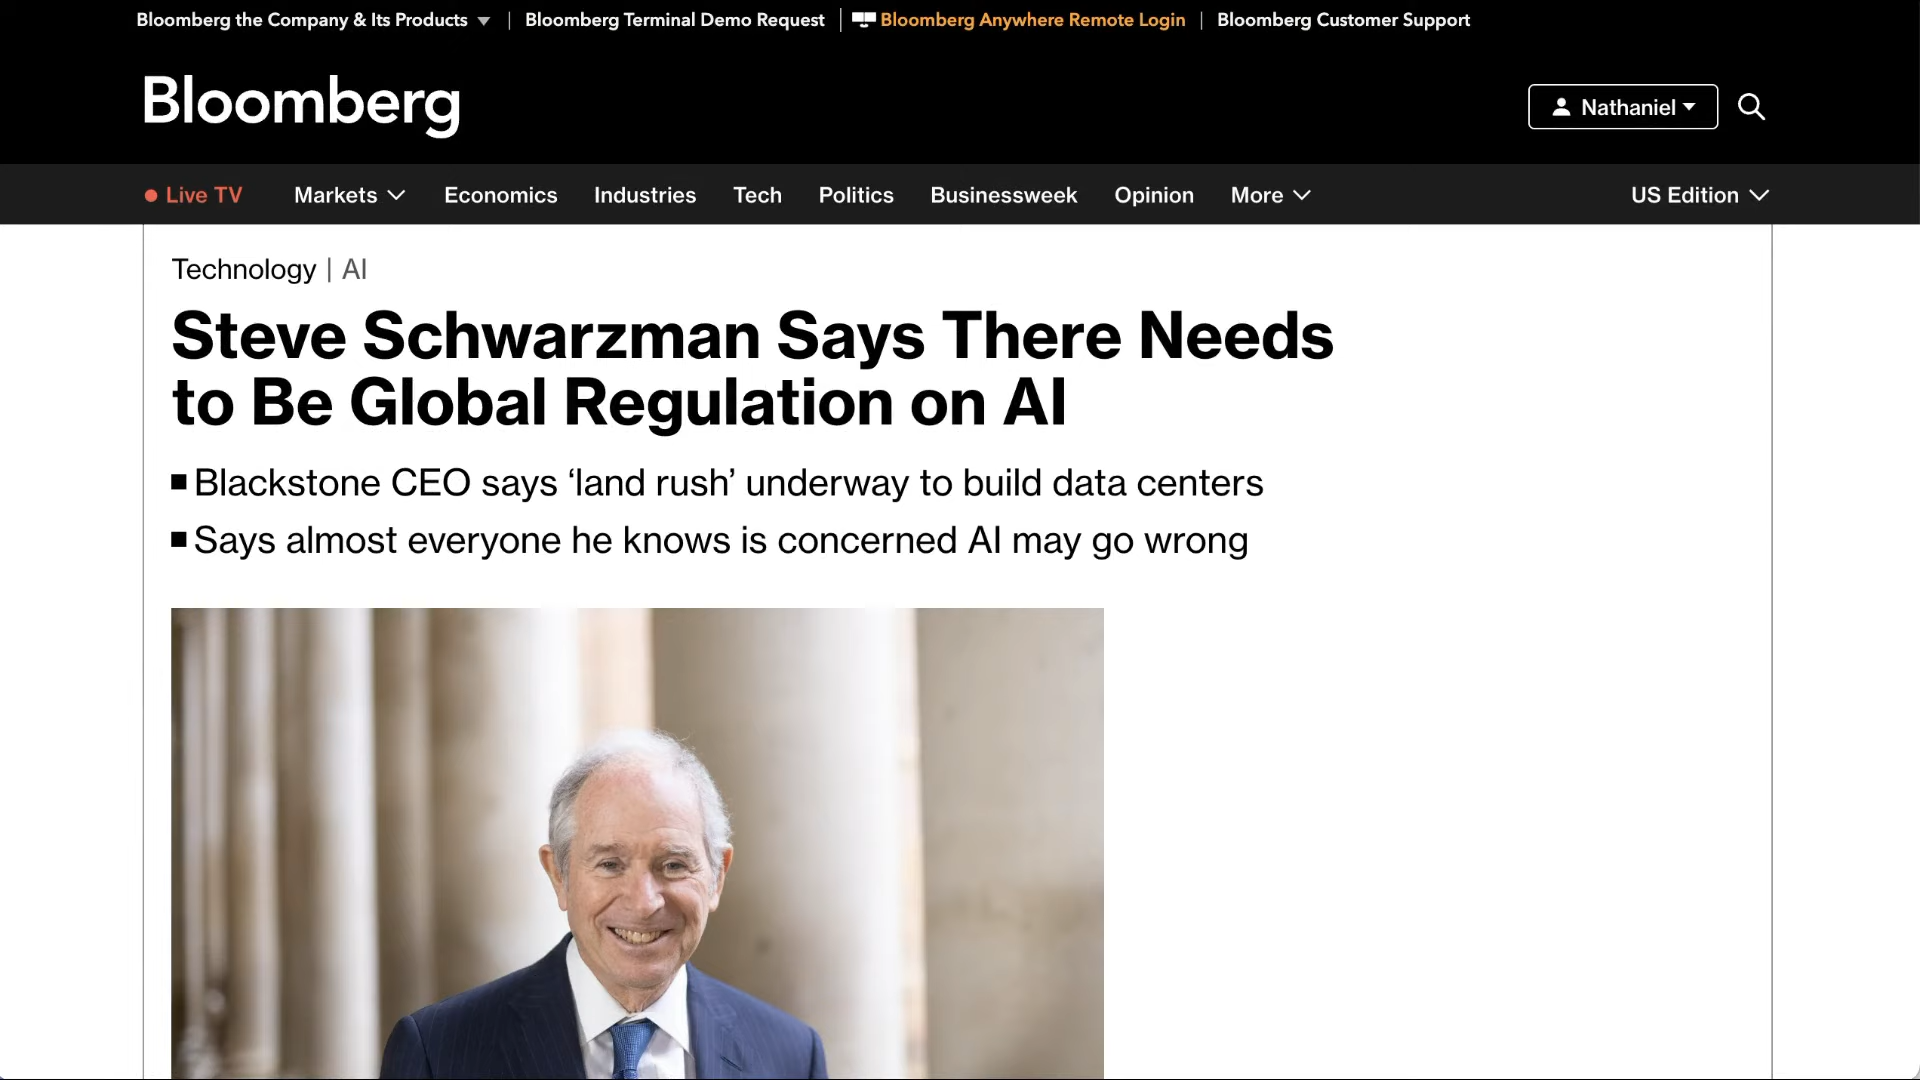 Bloomberg the Company & Its Products | Bloomberg Terminal Demo Request | Bloomberg Anywhere Remote Login | Bloomberg Customer Support
Bloomberg
Nathaniel
Live TV Markets Economics Industries Tech Politics Businessweek Opinion More US Edition
Technology | AI
Steve Schwarzman Says There Needs
to Be Global Regulation on AI
Blackstone CEO says ‘land rush’ underway to build data centers
Says almost everyone he knows is concerned AI may go wrong